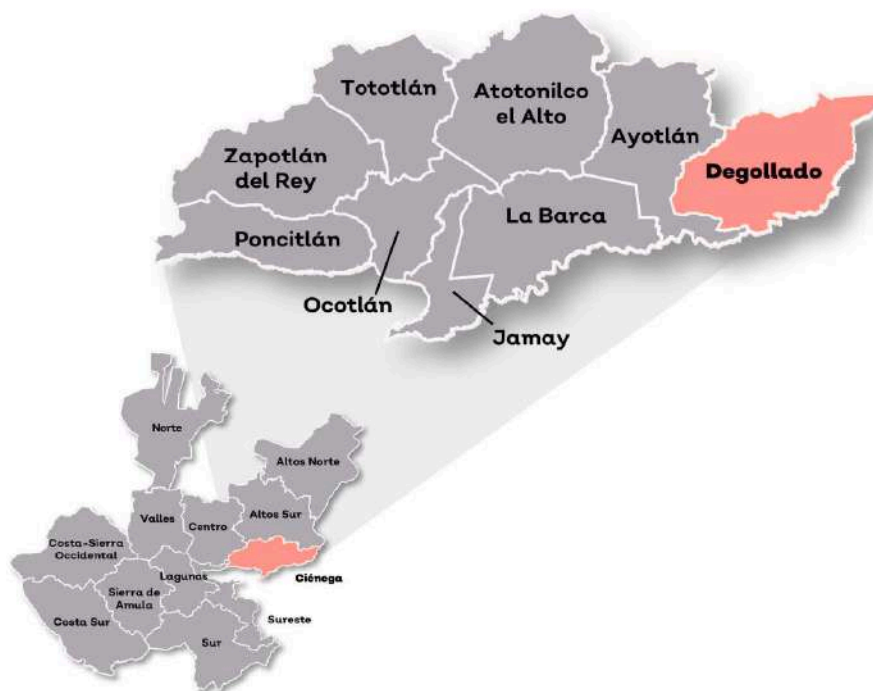 Tototlán
Atotonilco
el Alto
Ayotlán
Zapotlán
del Rey
Degollado
La Barca
Poncitlán
Ocotlán
Jamay
Norte
Altos Norte
Valles
Centro
Altos Sur
Costa-Sierra
Occidental
Lagunas
Ciénega
Sierra de
Amula
Costa Sur
Sureste
Sur